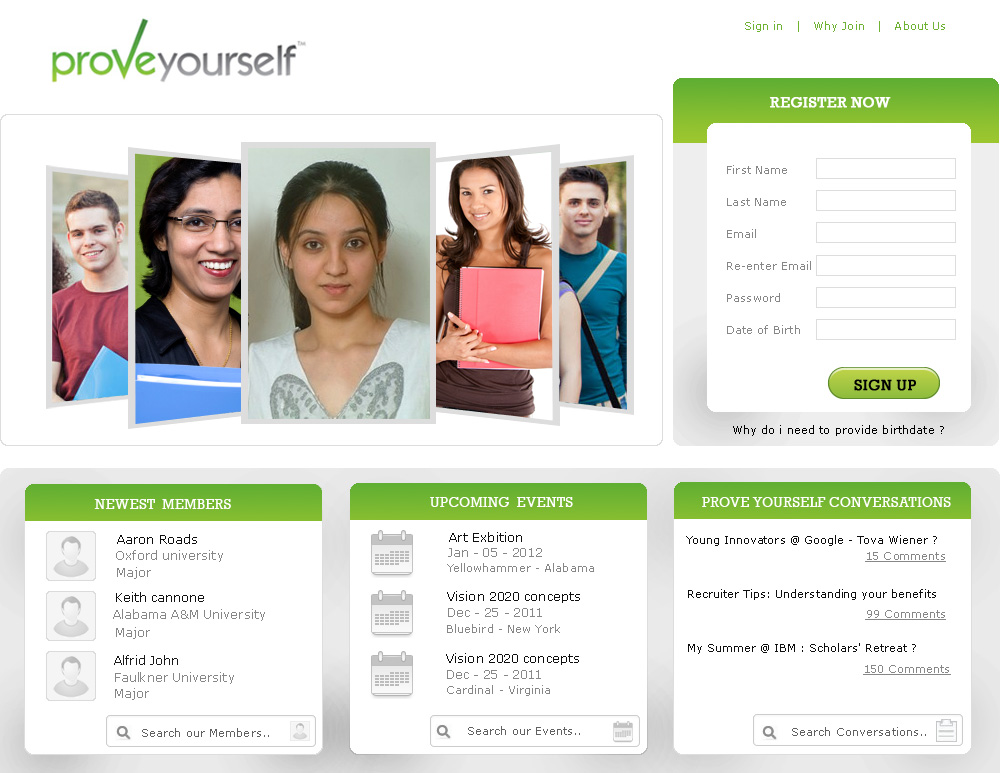 Sign in | Why Join | About Us
proveyourself™
REGISTER NOW
First Name
Last Name
Email
Re-enter Email
Password
Date of Birth
SIGN UP
Why do i need to provide birthdate ?
NEWEST MEMBERS
Aaron Roads
Oxford university
Major
Keith cannone
Alabama A&M University
Major
Alfrid John
Faulkner University
Major
Search our Members..
UPCOMING EVENTS
Art Exbition
Jan - 05 - 2012
Yellowhammer - Alabama
Vision 2020 concepts
Dec - 25 - 2011
Bluebird - New York
Vision 2020 concepts
Dec - 25 - 2011
Cardinal - Virginia
Search our Events..
PROVE YOURSELF CONVERSATIONS
Young Innovators @ Google - Tova Wiener ?
15 Comments
Recruiter Tips: Understanding your benefits
99 Comments
My Summer @ IBM : Scholars' Retreat ?
150 Comments
Search Conversations..